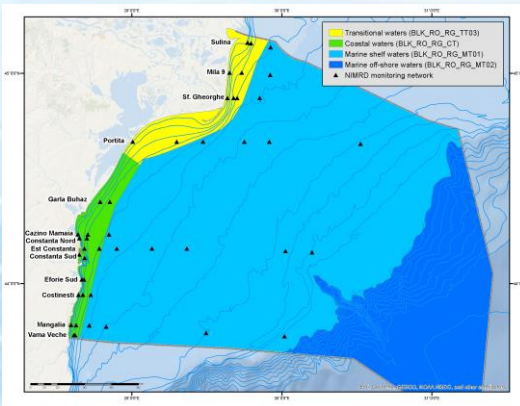 Transitional waters (BLK_RO_RG_TT03)
Coastal waters (BLK_RO_RG_CT)
Marine shelf waters (BLK_RO_RG_MT01)
Marine off-shore waters (BLK_RO_RG_MT02)
NIMRD monitoring network
Sulina
Mila 9
Sf. Gheorghe
Portita
Garla Buhaz
Cazino Mamaia
Constanta Nord
Est Constanta
Constanta Sud
Eforie Sud
Costinesti
Mangalia
Vama Veche